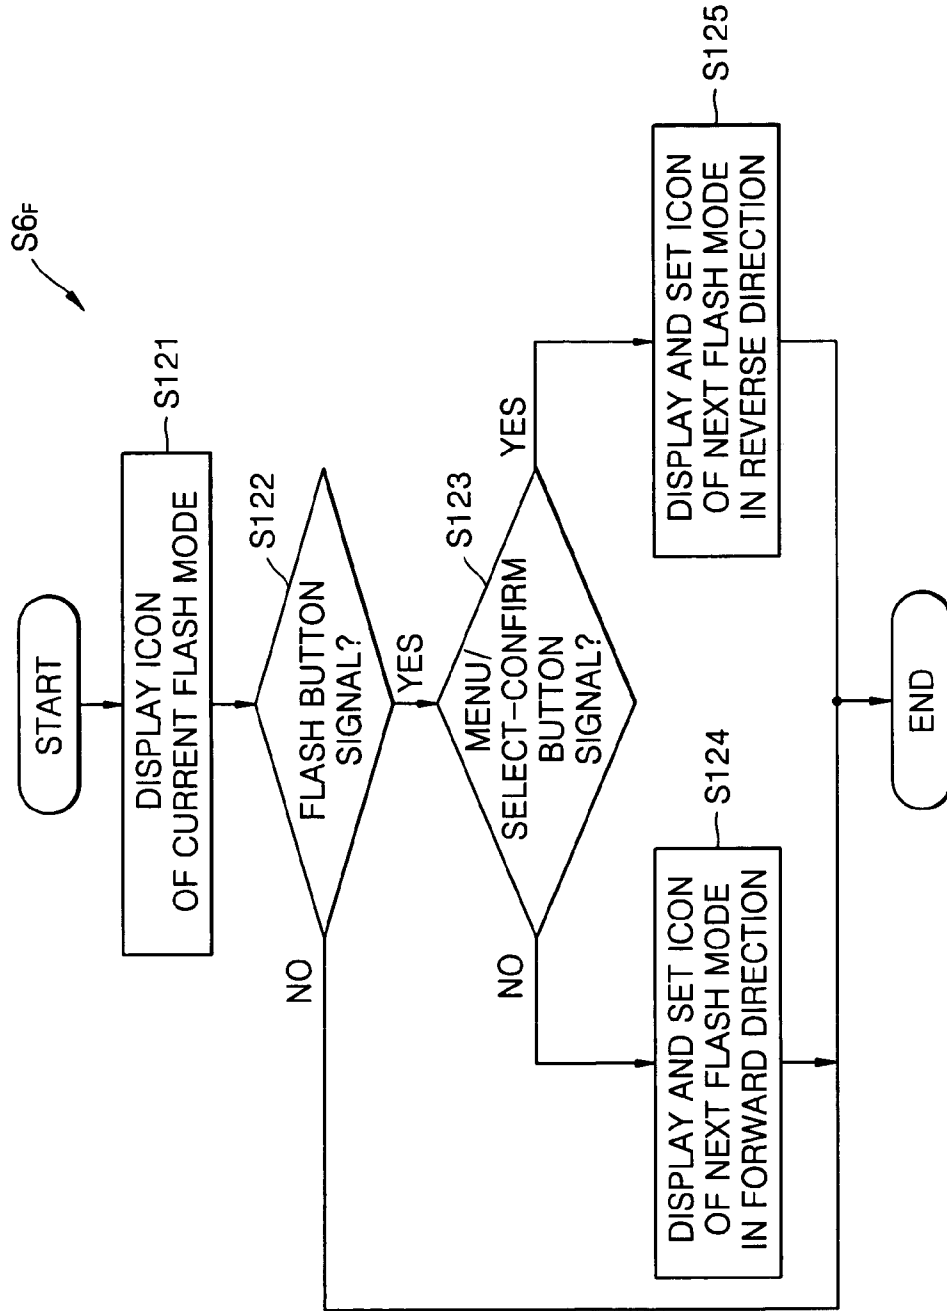 S6F
START
DISPLAY ICON
OF CURRENT FLASH MODE
S121
FLASH BUTTON
SIGNAL?
S122
NO
YES
MENU/
SELECT-CONFIRM
BUTTON
SIGNAL?
S123
NO
YES
DISPLAY AND SET ICON
OF NEXT FLASH MODE
IN FORWARD DIRECTION
S124
DISPLAY AND SET ICON
OF NEXT FLASH MODE
IN REVERSE DIRECTION
S125
END